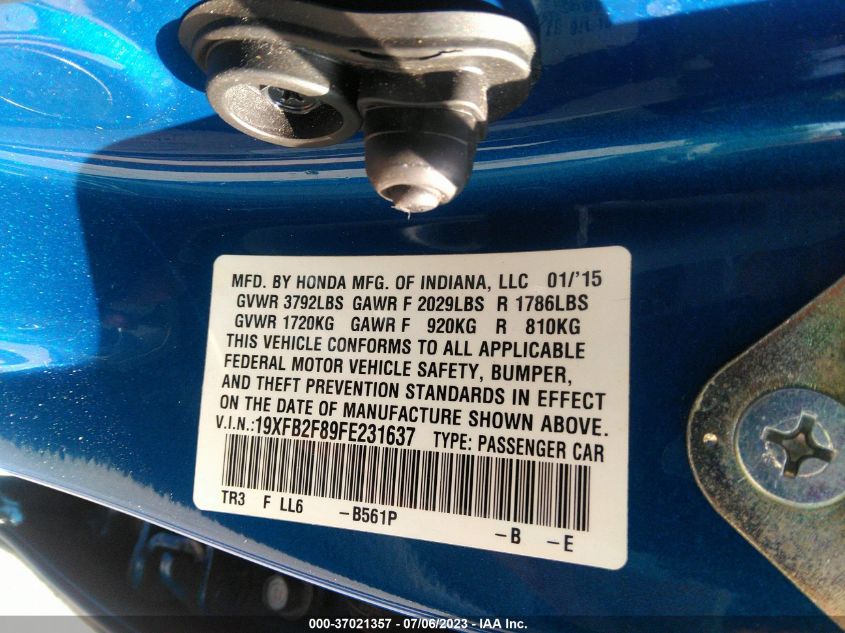 MFD. BY HONDA MFG. OF INDIANA, LLC 01/'15
GVWR 3792LBS GAWR F 2029LBS R 1786LBS
GVWR 1720KG GAWR F 920KG R 810KG
THIS VEHICLE CONFORMS TO ALL APPLICABLE
FEDERAL MOTOR VEHICLE SAFETY, BUMPER,
AND THEFT PREVENTION STANDARDS IN EFFECT
ON THE DATE OF MANUFACTURE SHOWN ABOVE.
V.I.N.:19XFB2F89FE231637 TYPE: PASSENGER CAR
TR3 F LL6 -B561P -B -E
000-37021357 - 07/06/2023 - IAA Inc.